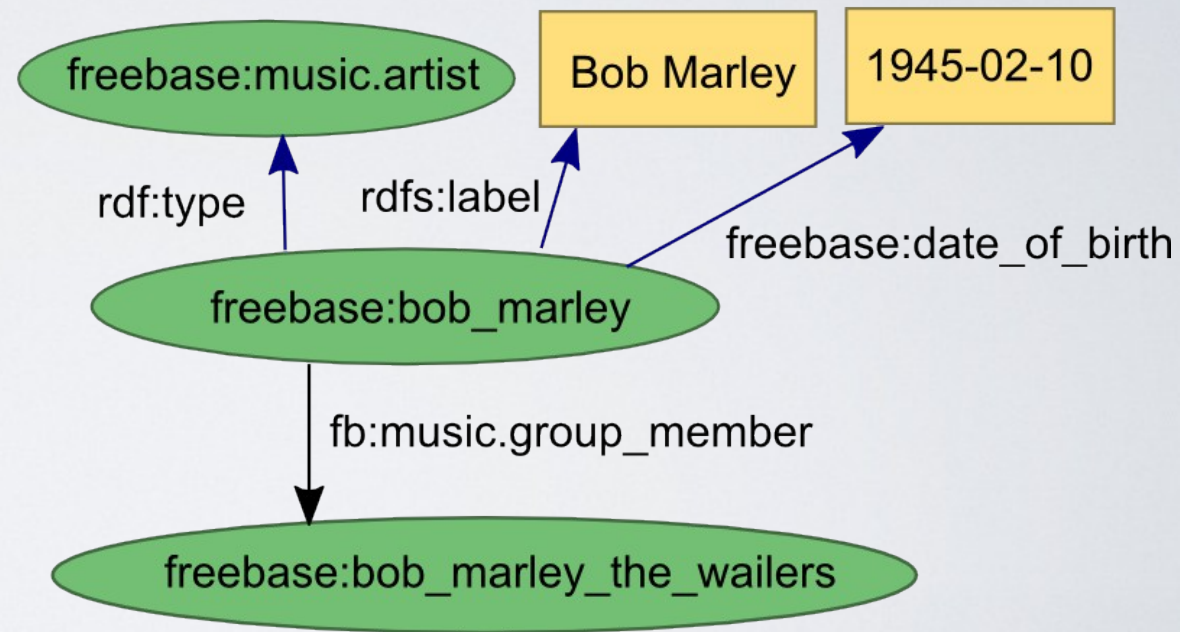 freebase:music.artist
Bob Marley
1945-02-10
rdf:type
rdfs:label
freebase:date_of_birth
freebase:bob_marley
fb:music.group_member
freebase:bob_marley_the_wailers